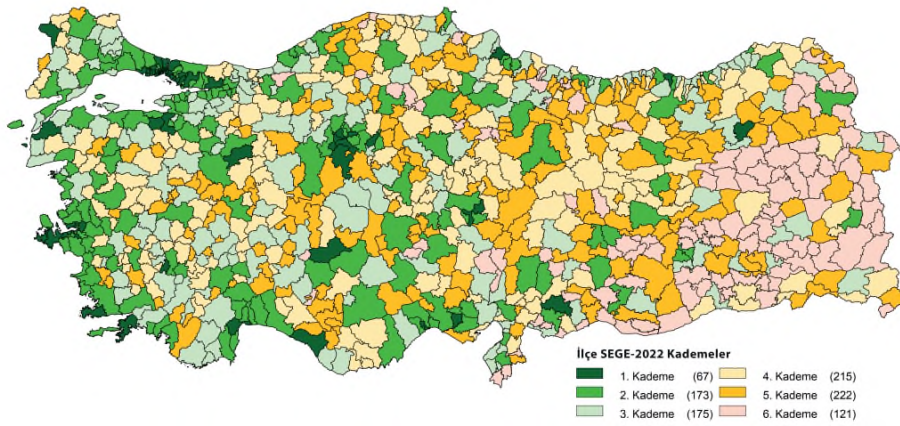 İlçe SEGE-2022 Kademeler
1. Kademe (67) 4. Kademe (215)
2. Kademe (173) 5. Kademe (222)
3. Kademe (175) 6. Kademe (121)